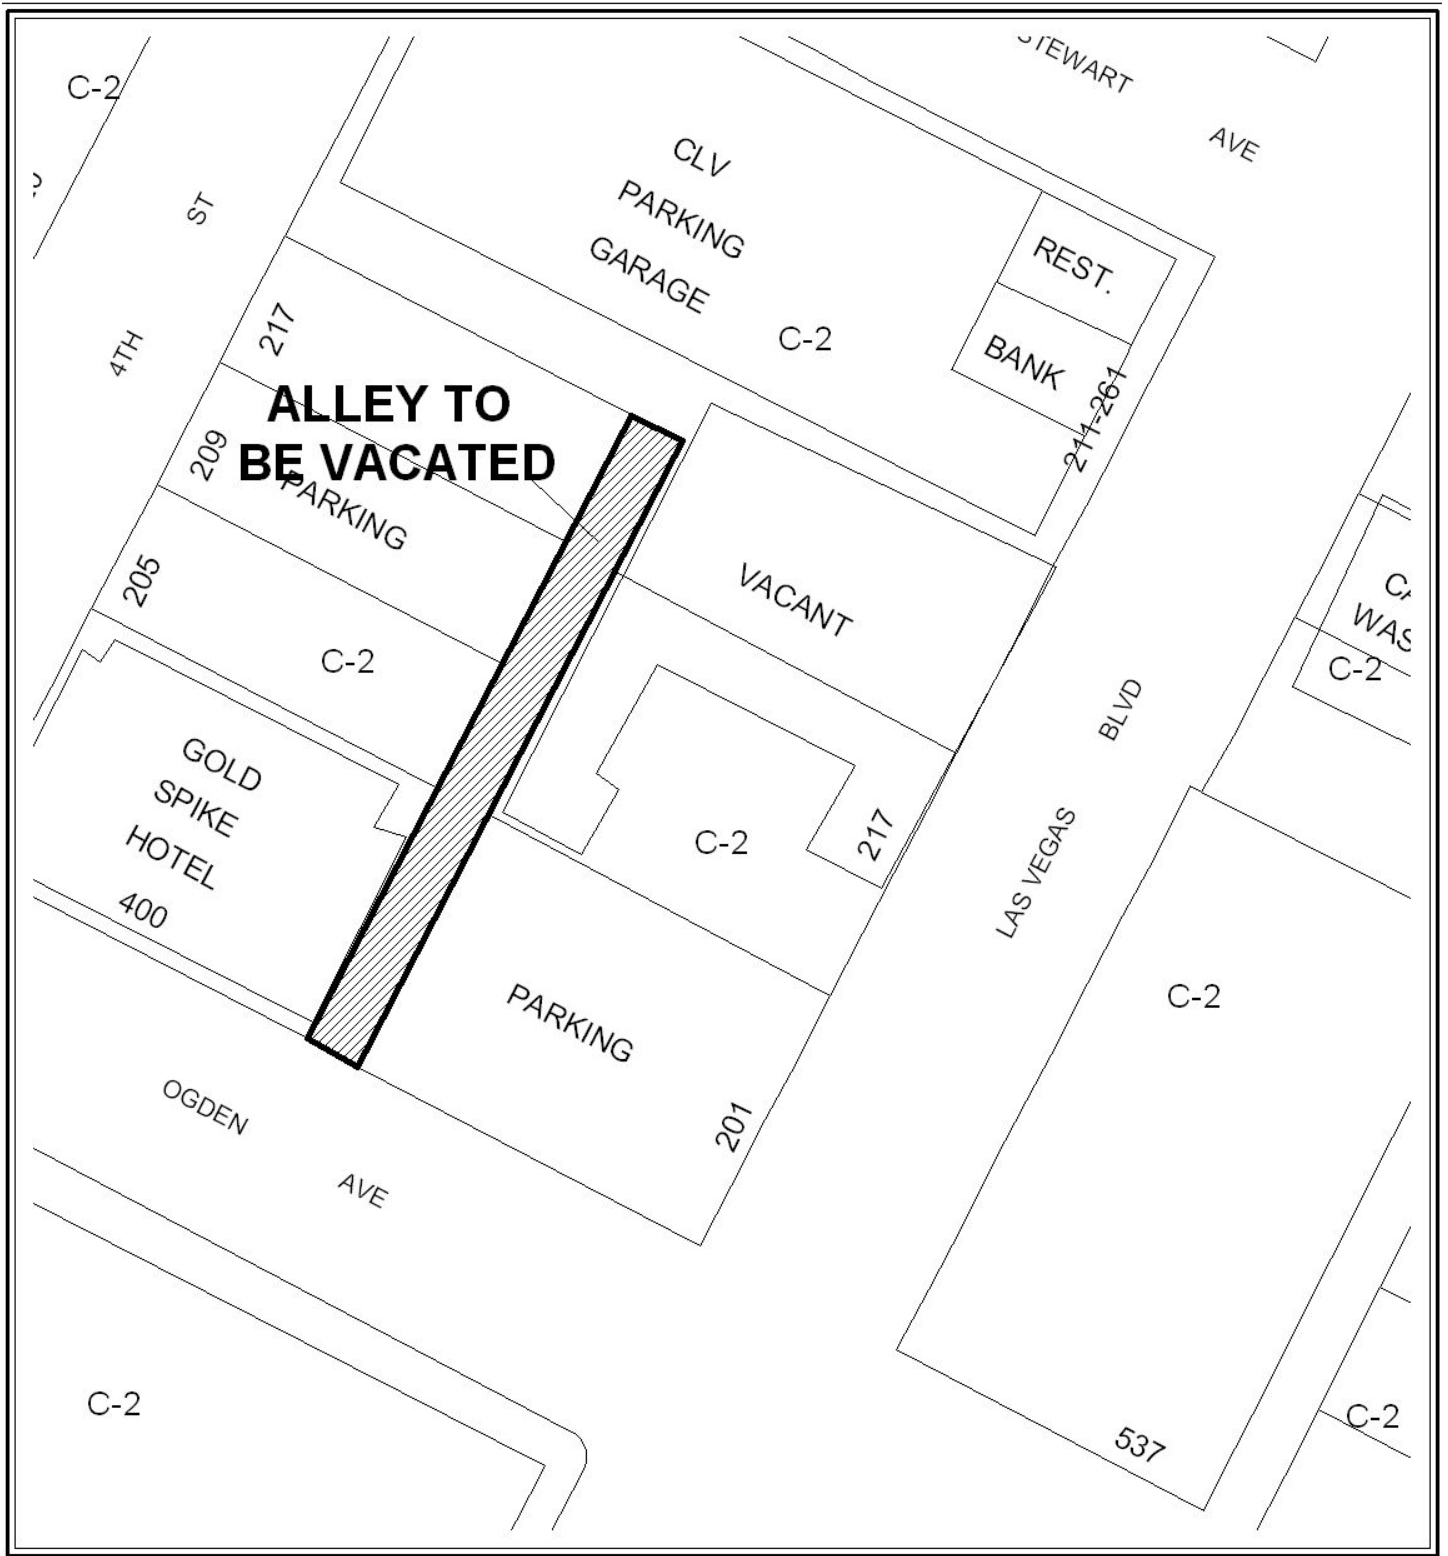 STEWART
AVE
C-2
ST
4TH
CLV
PARKING
GARAGE
C-2
REST.
BANK
211-261
217
ALLEY TO
BE VACATED
209
PARKING
205
C-2
VACANT
C-2
217
GOLD
SPIKE
HOTEL
400
PARKING
201
LAS VEGAS
BLVD
C-2
C-2
OGDEN
AVE
C-2
537
C-2